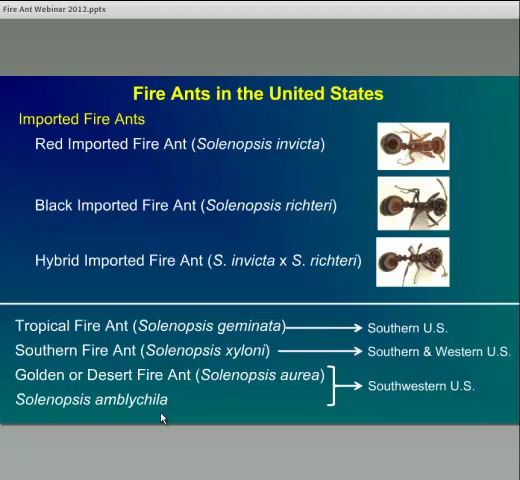 Fire Ant Webinar 2012.pptx
Fire Ants in the United States
Imported Fire Ants
Red Imported Fire Ant (Solenopsis invicta)
Black Imported Fire Ant (Solenopsis richteri)
Hybrid Imported Fire Ant (S. invicta x S. richteri)
Tropical Fire Ant (Solenopsis geminata) Southern U.S.
Southern Fire Ant (Solenopsis xyloni) Southern & Western U.S.
Golden or Desert Fire Ant (Solenopsis aurea)
Southwestern U.S.
Solenopsis amblychila